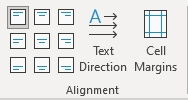 A
Text Direction
Cell Margins
Alignment